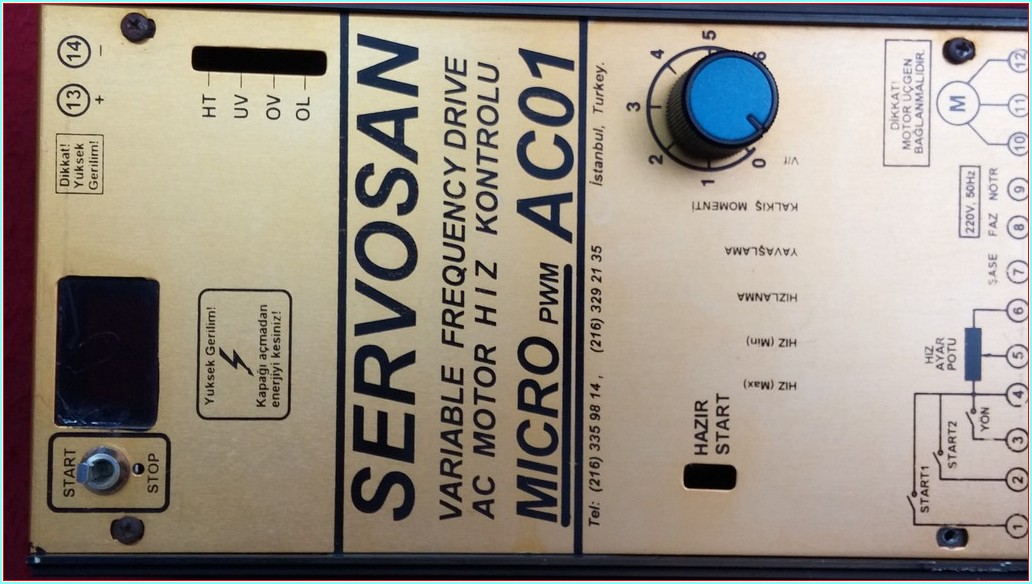 14 -
13 +
Dikkat!
Yüksek
Gerilim!
HT
UV
OV
OL
START
STOP
Yuksek Gerilim!
Kapağı açmadan
enerjiyi kesiniz!
SERVOSAN
VARIABLE FREQUENCY DRIVE
AC MOTOR HIZ KONTROLU
MICRO PWM AC01
Tel: (216) 335 98 14 , (216) 329 21 35 İstanbul, Turkey.
0
1
2
3
4
5
6
V/f
KALKIŞ MOMENTİ
YAVAŞLAMA
HIZLANMA
HIZ (Min)
HIZ (Max)
HAZIR
START
DİKKAT!
MOTOR ÜÇGEN
BAĞLANMALIDIR.
M
220V, 50Hz
ŞASE FAZ NÖTR
HIZ
AYAR
POTU
START1
START2
YÖN
1 2 3 4 5 6 7 8 9 10 11 12